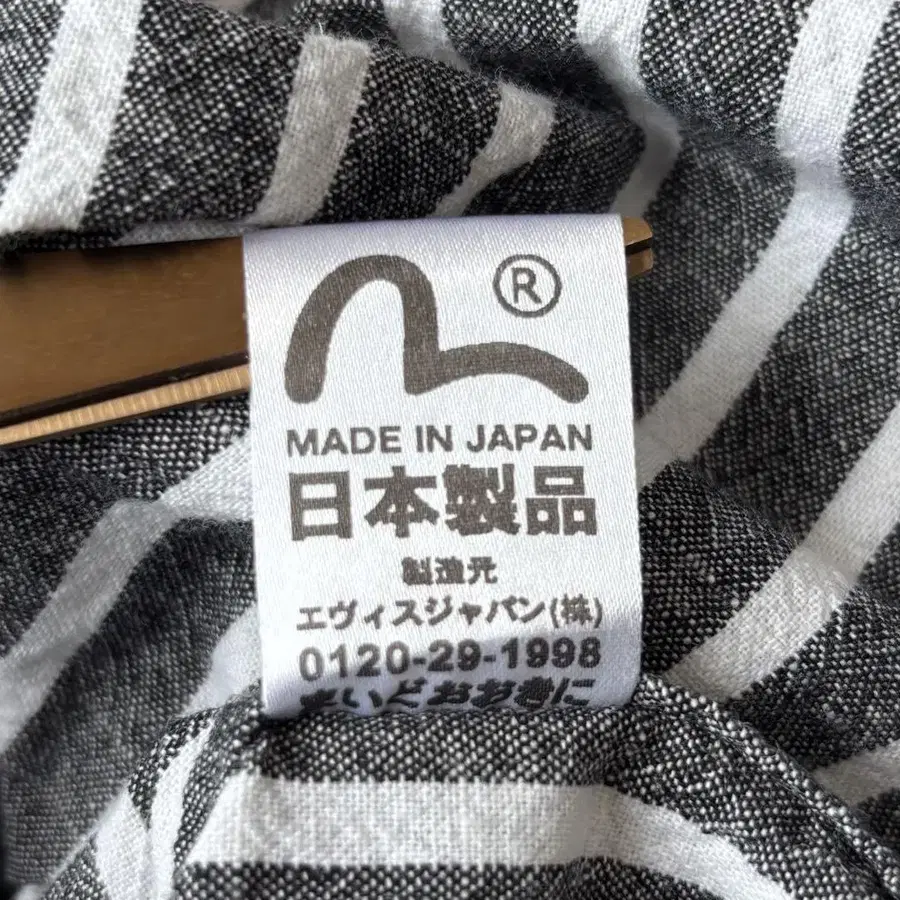 ®
MADE IN JAPAN
日本製品
製造元
エヴィスジャパン(株)
0120-29-1998
まいどおおきに